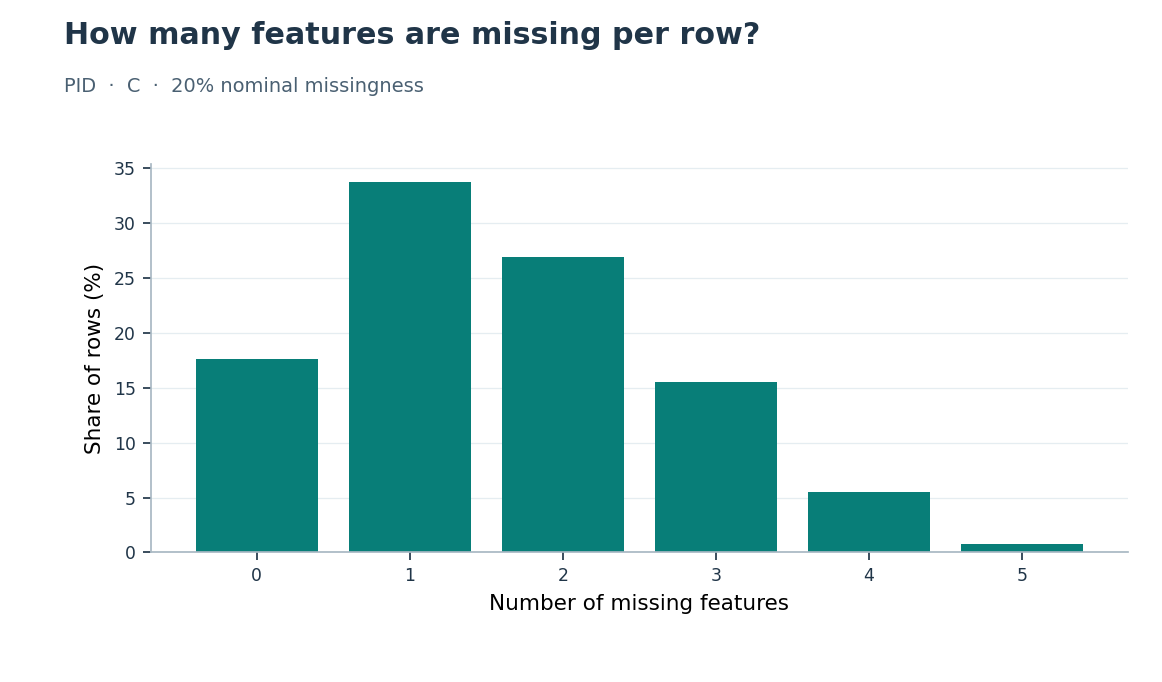 How many features are missing per row?
PID · C · 20% nominal missingness
35
30
25
20
15
10
5
0
Share of rows (%)
0 1 2 3 4 5
Number of missing features